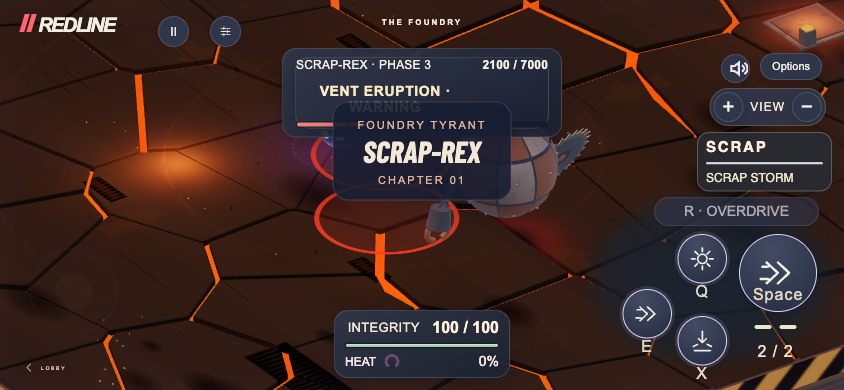 REDLINE
THE FOUNDRY
SCRAP-REX · PHASE 3 2100 / 7000
VENT ERUPTION ·
WARNING
FOUNDRY TYRANT
SCRAP-REX
CHAPTER 01
Options
+ VIEW −
SCRAP
SCRAP STORM
R · OVERDRIVE
Q
Space
E
2 / 2
X
INTEGRITY 100 / 100
HEAT 0%
LOBBY